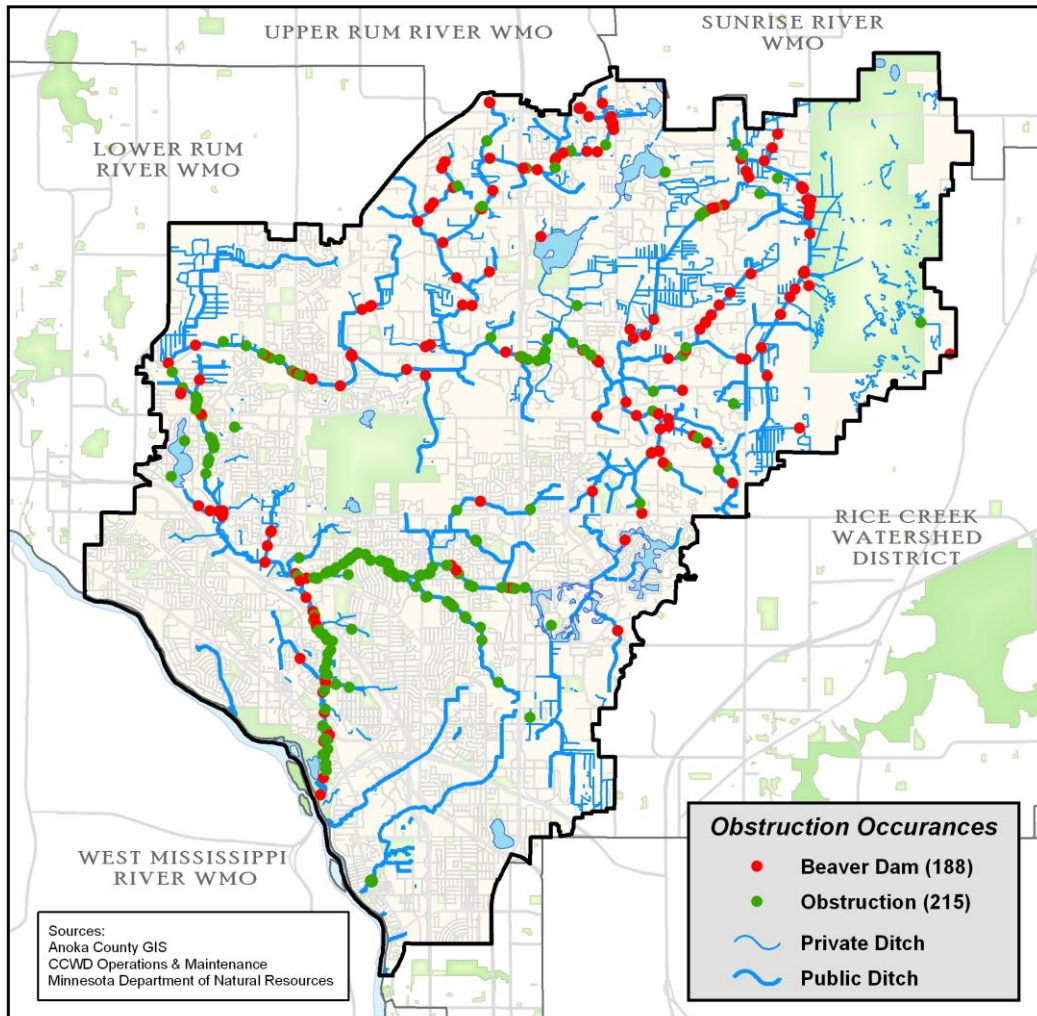 UPPER RUM RIVER WMO
SUNRISE RIVER
WMO
LOWER RUM
RIVER WMO
RICE CREEK
WATERSHED
DISTRICT
WEST MISSISSIPPI
RIVER WMO
Obstruction Occurances
Beaver Dam (188)
Obstruction (215)
Private Ditch
Public Ditch
Sources:
Anoka County GIS
CCWD Operations & Maintenance
Minnesota Department of Natural Resources